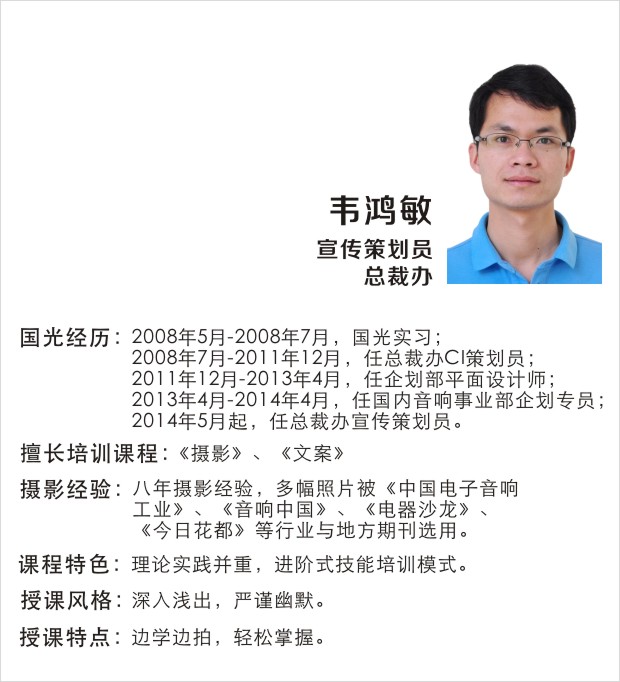 韦鸿敏
宣传策划员
总裁办
国光经历：2008年5月-2008年7月，国光实习；
2008年7月-2011年12月，任总裁办CI策划员；
2011年12月-2013年4月，任企划部平面设计师；
2013年4月-2014年4月，任国内音响事业部企划专员；
2014年5月起，任总裁办宣传策划员。
擅长培训课程：《摄影》、《文案》
摄影经验：八年摄影经验，多幅照片被《中国电子音响
工业》、《音响中国》、《电器沙龙》、
《今日花都》等行业与地方期刊选用。
课程特色：理论实践并重，进阶式技能培训模式。
授课风格：深入浅出，严谨幽默。
授课特点：边学边拍，轻松掌握。